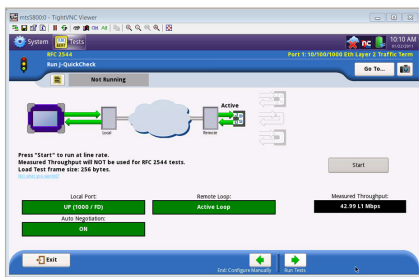 mts5800:0 - TightVNC Viewer
System
Tests
nc
10:10 AM
RFC 2544
Port 1: 10/100/1000 Eth Layer 2 Traffic Term
Run J-QuickCheck
Go To...
Not Running
Active
Local
Remote
Press "Start" to run at line rate.
Measured Throughput will NOT be used for RFC 2544 tests.
Load Test frame size: 256 bytes.
Start
Local Port:
Remote Loop:
Measured Throughput:
UP (1000 / FD)
Active Loop
42.99 L1 Mbps
Auto Negotiation:
ON
Exit
End: Configure Manually
Run Tests